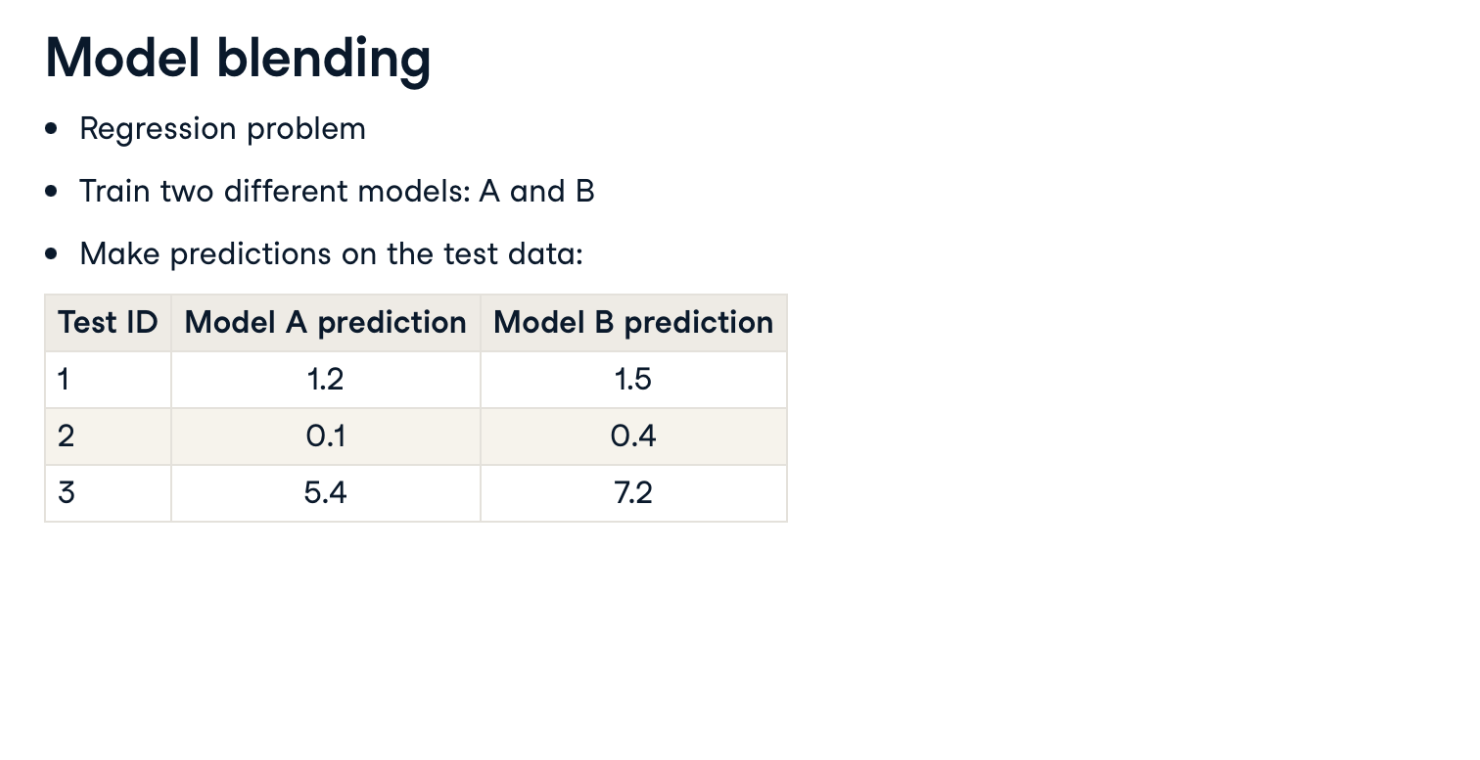 Model blending
• Regression problem
• Train two different models: A and B
• Make predictions on the test data:
Test ID Model A prediction Model B prediction
1 1.2 1.5
2 0.1 0.4
3 5.4 7.2